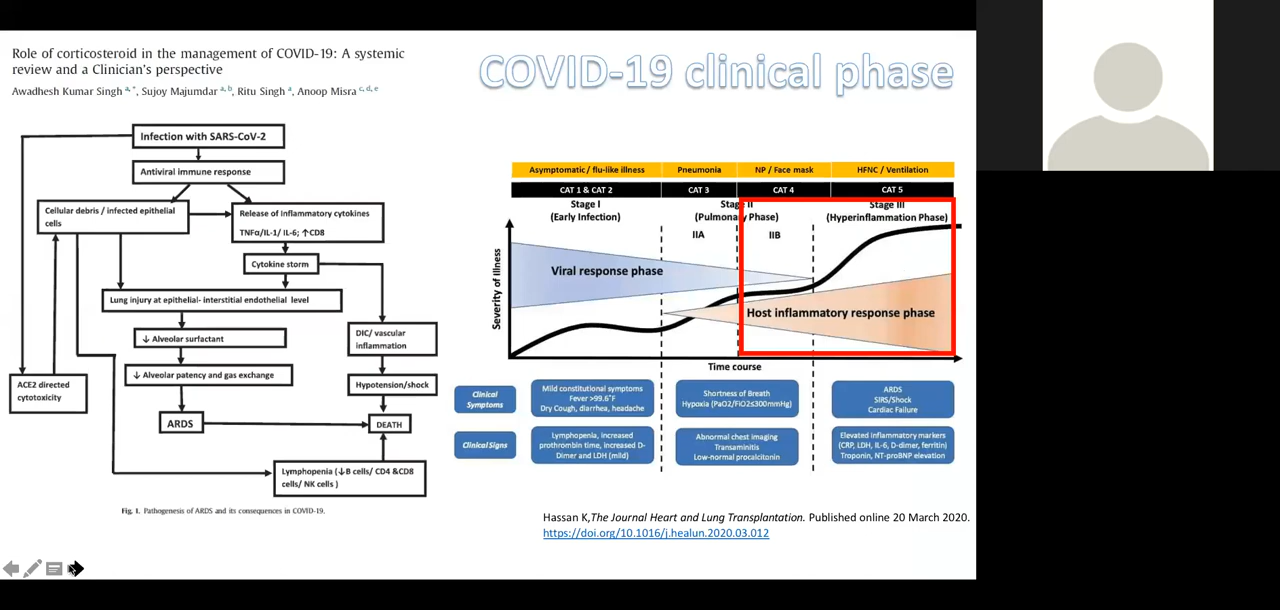 Role of corticosteroid in the management of COVID-19: A systemic
review and a Clinician's perspective
Awadhesh Kumar Singh a, *, Sujoy Majumdar a, b, Ritu Singh a, Anoop Misra c, d, e
Infection with SARS-CoV-2
Antiviral immune response
Cellular debris / infected epithelial
cells
Release of Inflammatory cytokines
TNFα/IL-1/ IL-6; ↑CD8
Cytokine storm
Lung injury at epithelial- interstitial endothelial level
↓ Alveolar surfactant
DIC/ vascular
inflammation
↓ Alveolar patency and gas exchange
ACE2 directed
cytotoxicity
Hypotension/shock
ARDS
DEATH
Lymphopenia (↓B cells/ CD4 &CD8
cells/ NK cells )
Fig. 1. Pathogenesis of ARDS and its consequences in COVID-19.
COVID-19 clinical phase
Asymptomatic / flu-like illness
Pneumonia
NP / Face mask
HFNC / Ventilation
CAT 1 & CAT 2
CAT 3
CAT 4
CAT 5
Stage I
(Early Infection)
Stage II
(Pulmonary Phase)
Stage III
(Hyperinflammation Phase)
IIA
IIB
Severity of Illness
Viral response phase
Host inflammatory response phase
Time course
Clinical
Symptoms
Mild constitutional symptoms
Fever >99.6°F
Dry Cough, diarrhea, headache
Shortness of Breath
Hypoxia (PaO2/FiO2≤300mmHg)
ARDS
SIRS/Shock
Cardiac Failure
Clinical Signs
Lymphopenia, increased
prothrombin time, increased D-
Dimer and LDH (mild)
Abnormal chest imaging
Transaminitis
Low-normal procalcitonin
Elevated inflammatory markers
(CRP, LDH, IL-6, D-dimer, ferritin)
Troponin, NT-proBNP elevation
Hassan K,The Journal Heart and Lung Transplantation. Published online 20 March 2020.
https://doi.org/10.1016/j.healun.2020.03.012